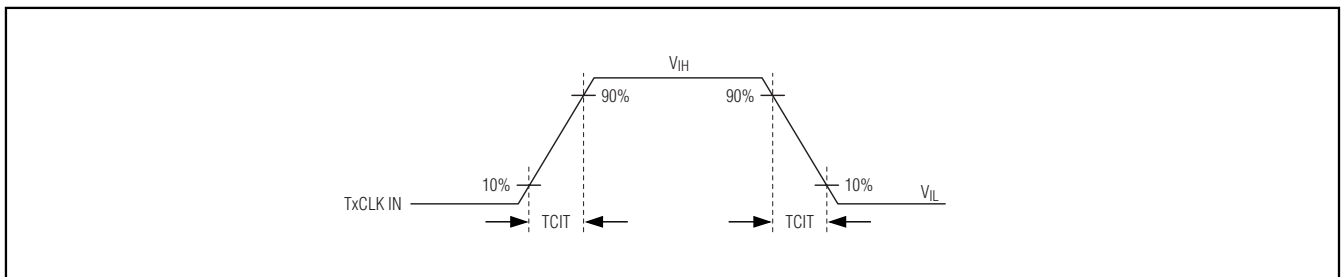 VIH
90% 90%
10% 10%
TxCLK IN VIL
TCIT TCIT